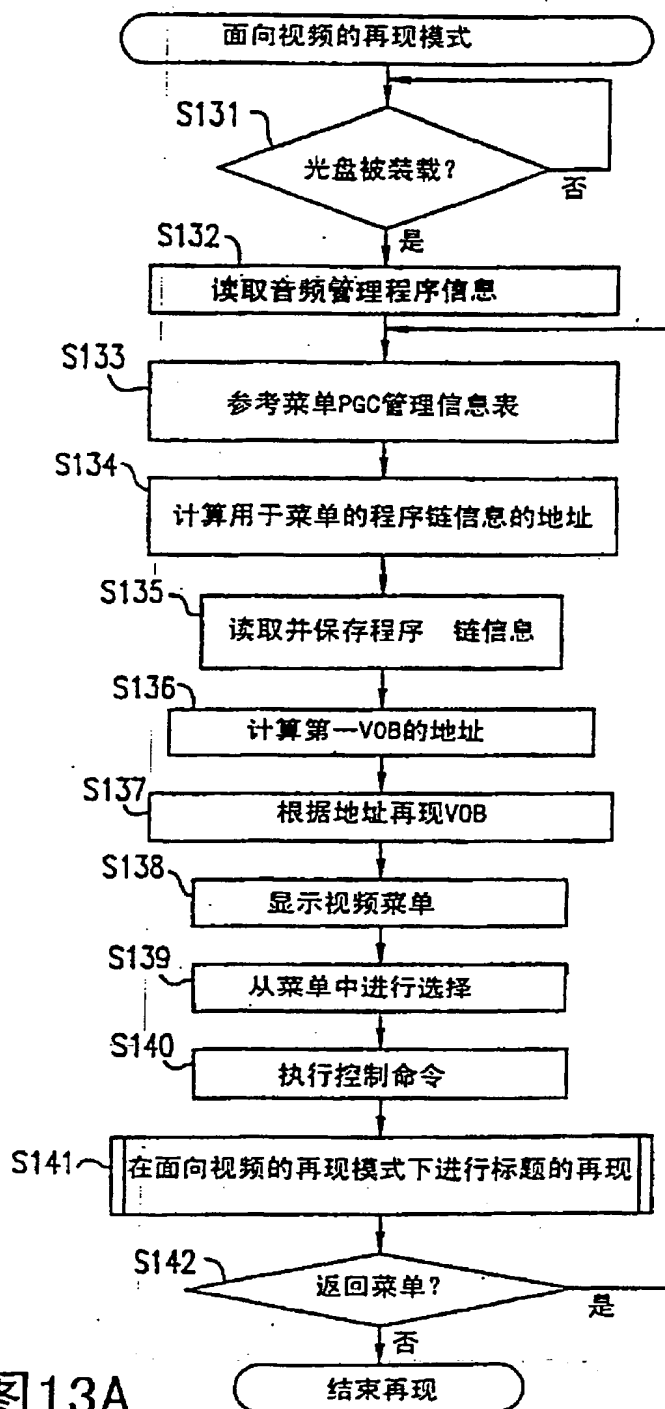 面向视频的再现模式
S131
光盘被装载?
否
是
S132
读取音频管理程序信息
S133
参考菜单PGC管理信息表
S134
计算用于菜单的程序链信息的地址
S135
读取并保存程序 链信息
S136
计算第一VOB的地址
S137
根据地址再现VOB
S138
显示视频菜单
S139
从菜单中进行选择
S140
执行控制命令
S141
在面向视频的再现模式下进行标题的再现
S142
返回菜单?
是
否
结束再现
图13A